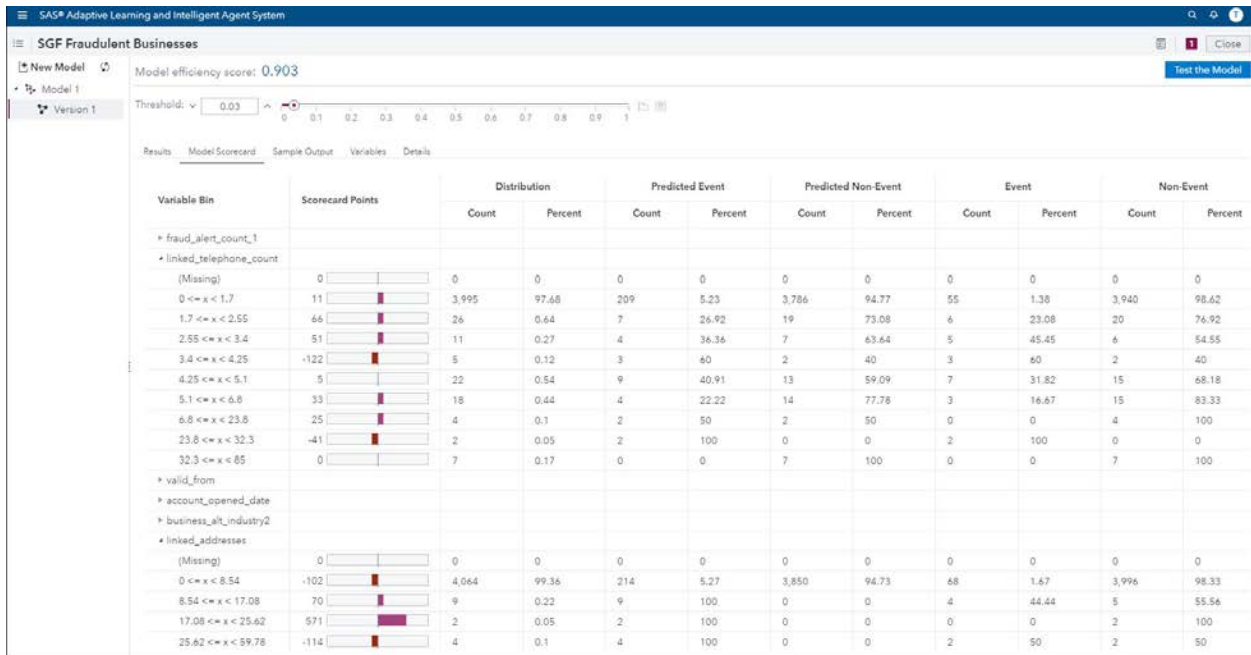 SAS® Adaptive Learning and Intelligent Agent System
T
SGF Fraudulent Businesses
1 Close
New Model
Model efficiency score: 0.903
Test the Model
Model 1
Version 1
Threshold: 0.03
0 0.1 0.2 0.3 0.4 0.5 0.6 0.7 0.8 0.9 1
Results Model Scorecard Sample Output Variables Details
Variable Bin Scorecard Points Distribution Predicted Event Predicted Non-Event Event Non-Event
Count Percent Count Percent Count Percent Count Percent Count Percent
fraud_alert_count_1
linked_telephone_count
(Missing) 0 0 0 0 0 0 0 0 0 0 0
0 <= x < 1.7 11 3,995 97.68 209 5.23 3,786 94.77 55 1.38 3,940 98.62
1.7 <= x < 2.55 66 26 0.64 7 26.92 19 73.08 6 23.08 20 76.92
2.55 <= x < 3.4 51 11 0.27 4 36.36 7 63.64 5 45.45 6 54.55
3.4 <= x < 4.25 -122 5 0.12 3 60 2 40 3 60 2 40
4.25 <= x < 5.1 5 22 0.54 9 40.91 13 59.09 7 31.82 15 68.18
5.1 <= x < 6.8 33 18 0.44 4 22.22 14 77.78 3 16.67 15 83.33
6.8 <= x < 23.8 25 4 0.1 2 50 2 50 0 0 4 100
23.8 <= x < 32.3 -41 2 0.05 2 100 0 0 2 100 0 0
32.3 <= x < 85 0 7 0.17 0 0 7 100 0 0 7 100
valid_from
account_opened_date
business_alt_industry2
linked_addresses
(Missing) 0 0 0 0 0 0 0 0 0 0 0
0 <= x < 8.54 -102 4,064 99.36 214 5.27 3,850 94.73 68 1.67 3,996 98.33
8.54 <= x < 17.08 70 9 0.22 9 100 0 0 4 44.44 5 55.56
17.08 <= x < 25.62 571 2 0.05 2 100 0 0 0 0 2 100
25.62 <= x < 59.78 -114 4 0.1 4 100 0 0 2 50 2 50